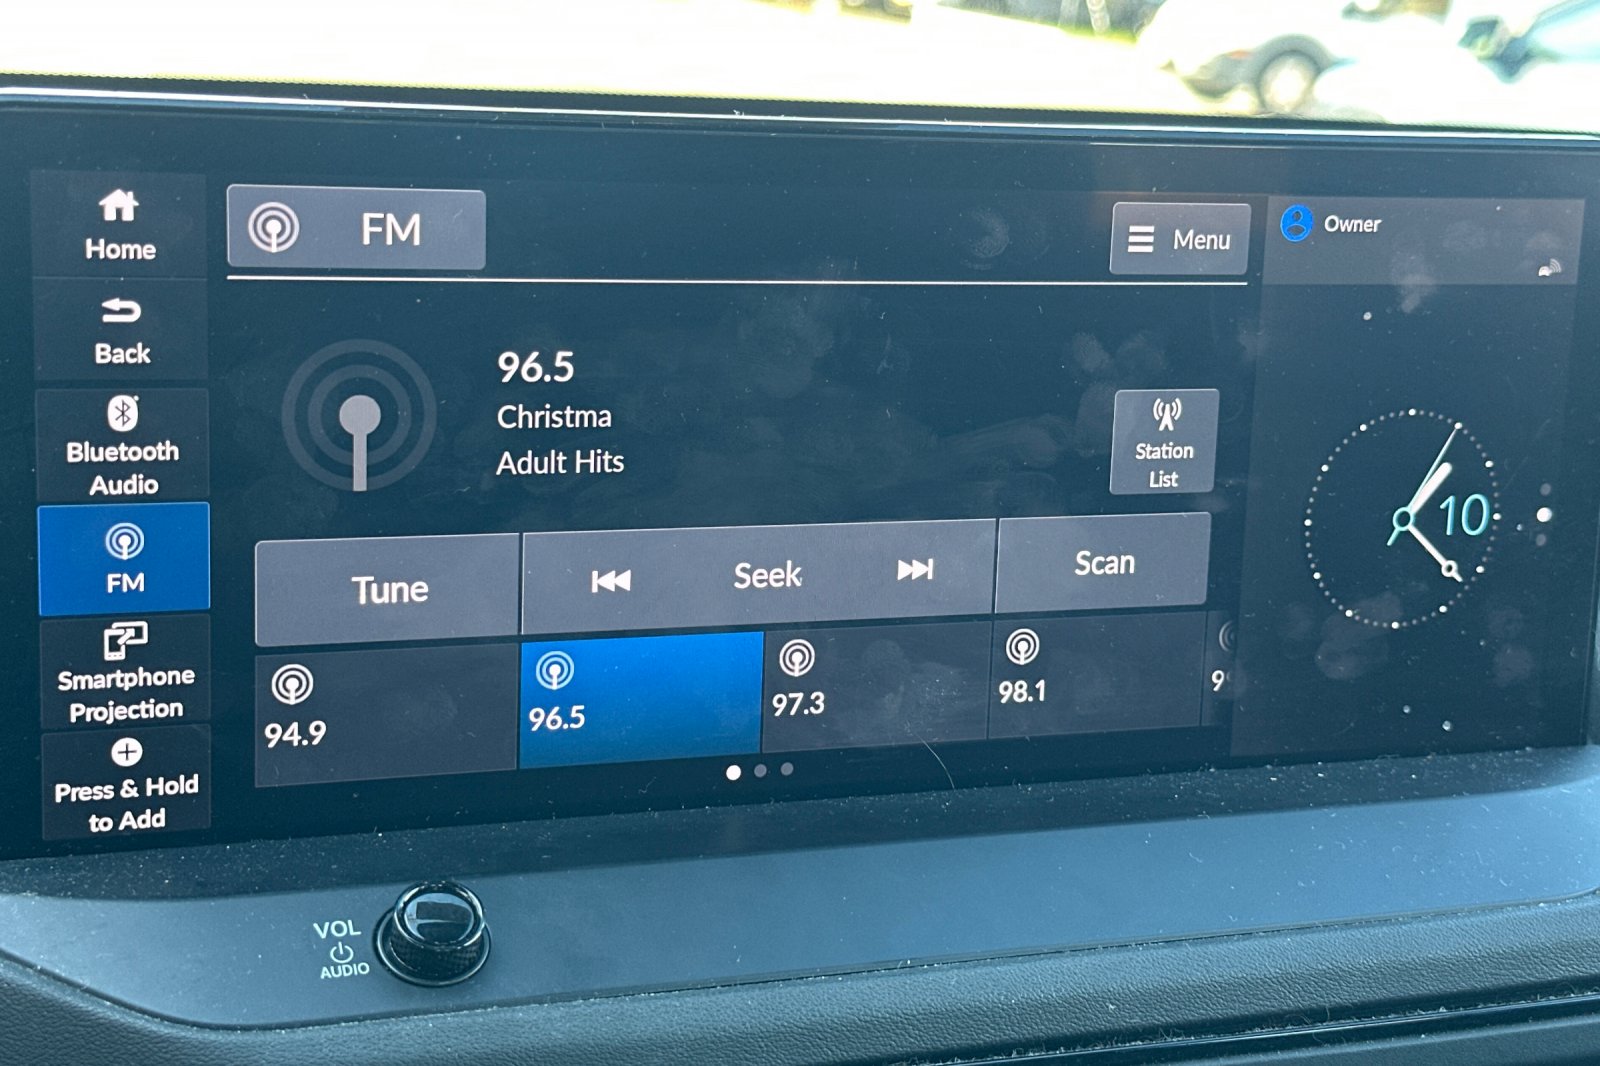 Home
Back
Bluetooth
Audio
FM
Smartphone
Projection
Press & Hold
to Add
FM
Menu
96.5
Christma
Adult Hits
Station
List
Tune
Seek
Scan
94.9
96.5
97.3
98.1
9
Owner
10
VOL
AUDIO